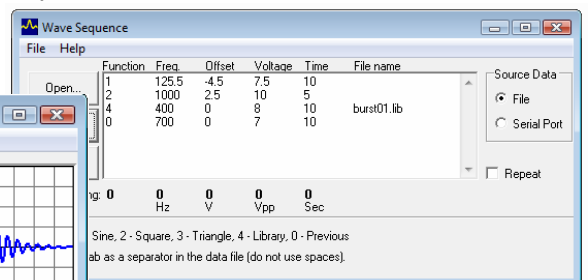 Wave Sequence
File Help
Function Freq. Offset Voltage Time File name
Open...
1 125.5 -4.5 7.5 10
2 1000 2.5 10 5
4 400 0 8 10 burst01.lib
0 700 0 7 10
Source Data
File
Serial Port
Repeat
ng: 0 0 0 0 0
Hz V Vpp Sec
Sine, 2 - Square, 3 - Triangle, 4 - Library, 0 - Previous
ab as a separator in the data file (do not use spaces).